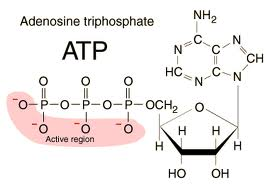 Adenosine triphosphate
ATP
NH₂
N C C N
HC C CH
N N
O O O
⁻O—P—O—P—O—P—OCH₂ O
O⁻ O⁻ O⁻
Active region
H H H H
HO OH